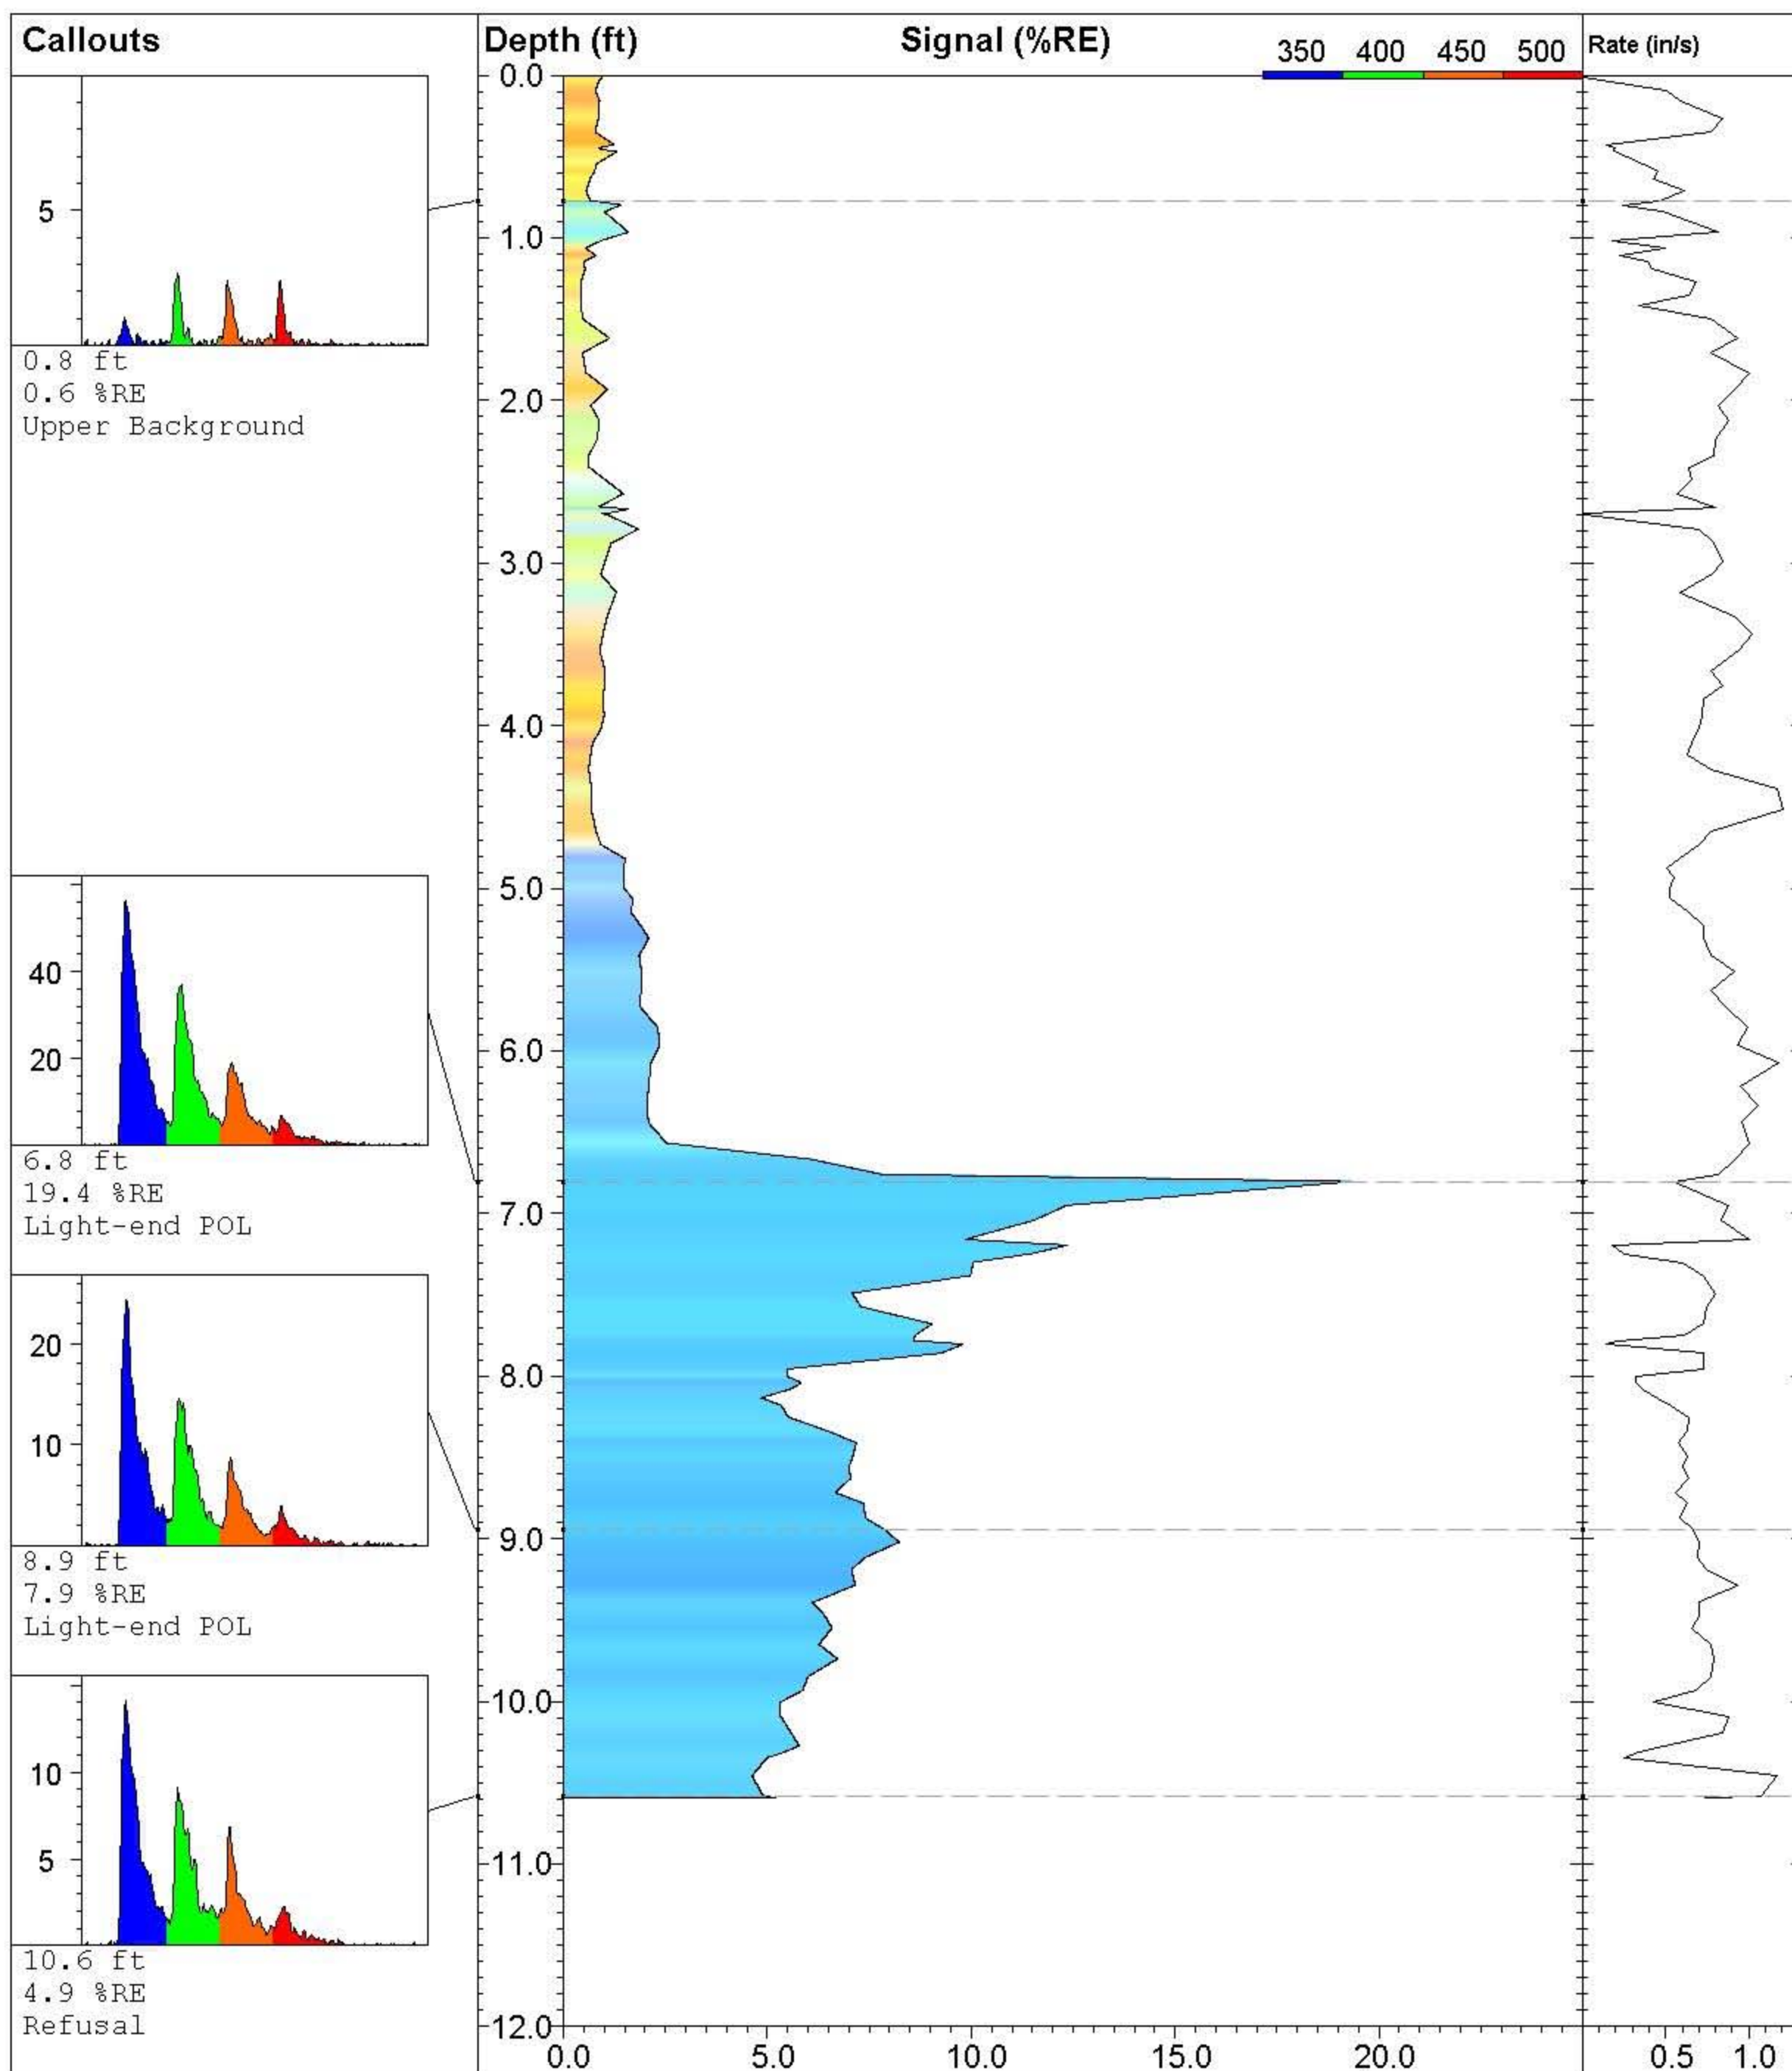 Callouts
Depth (ft)
Signal (%RE)
350 400 450 500
Rate (in/s)
5
0.8 ft
0.6 %RE
Upper Background
40
20
6.8 ft
19.4 %RE
Light-end POL
20
10
8.9 ft
7.9 %RE
Light-end POL
10
5
10.6 ft
4.9 %RE
Refusal
0.0
1.0
2.0
3.0
4.0
5.0
6.0
7.0
8.0
9.0
10.0
11.0
12.0
0.0 5.0 10.0 15.0 20.0
0.5 1.0